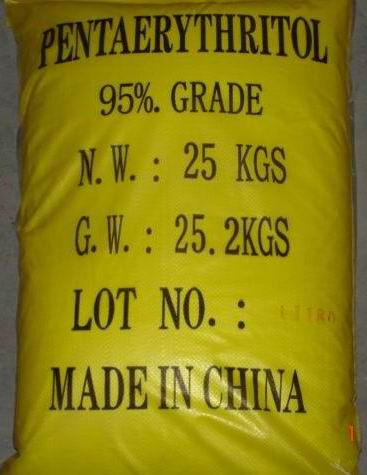 PENTAERYTHRITOL
95%. GRADE
N.W.: 25 KGS
G.W.: 25.2KGS
LOT NO.:
MADE IN CHINA